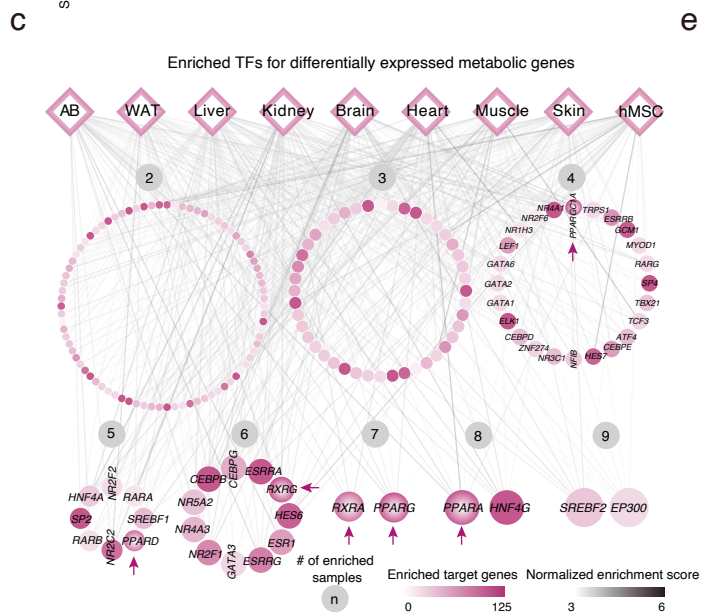 s
c
e
Enriched TFs for differentially expressed metabolic genes
AB WAT Liver Kidney Brain Heart Muscle Skin hMSC
2
3
4
PPARGC1A
TRPS1
ESRRB
GCM1
MYOD1
RARG
SP4
TBX21
TCF3
ATF4
CEBPE
HES7
NFIB
NR3C1
ZNF274
CEBPD
ELK1
GATA1
GATA2
GATA6
LEF1
NR1H3
NR2F6
NR4A1
5
NR2F2
RARA
SREBF1
PPARD
NR2C2
RARB
SP2
HNF4A
6
CEBPG
ESRRA
RXRG
HES6
ESR1
ESRRG
GATA3
NR2F1
NR4A3
NR5A2
CEBPB
7
RXRA PPARG
8
PPARA HNF4G
9
SREBF2 EP300
# of enriched
samples
n
Enriched target genes
0 125
Normalized enrichment score
3 6